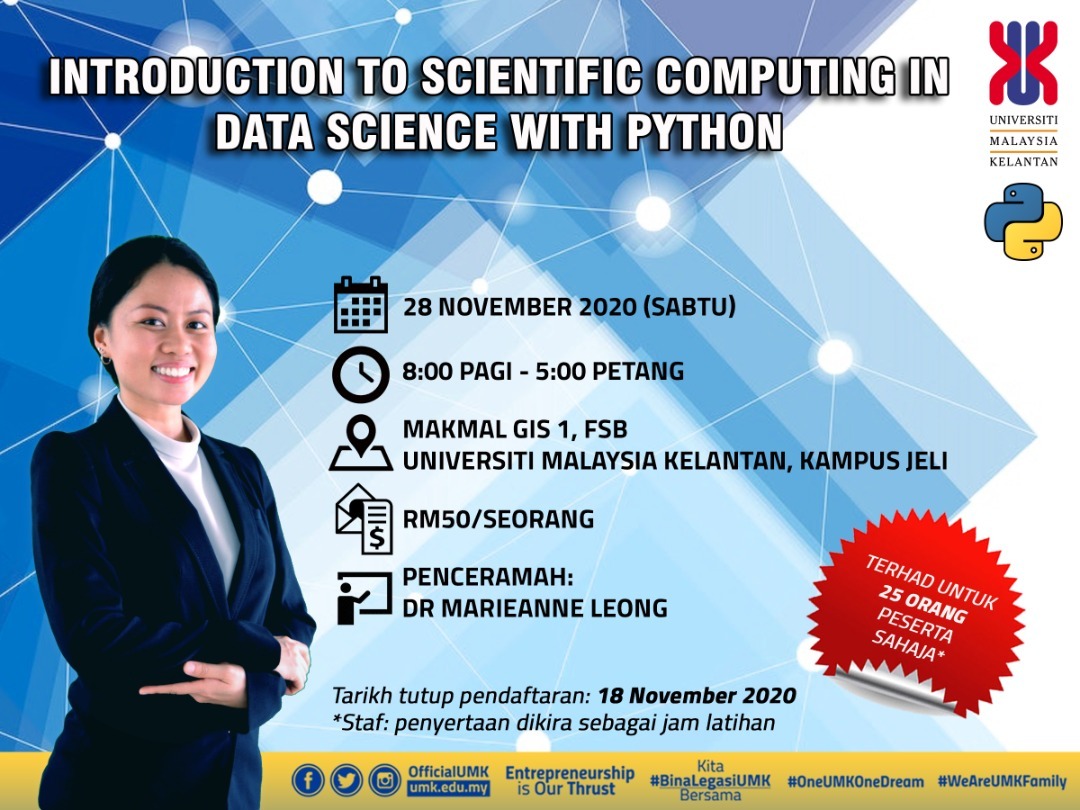 INTRODUCTION TO SCIENTIFIC COMPUTING IN
DATA SCIENCE WITH PYTHON
UNIVERSITI
MALAYSIA
KELANTAN
28 NOVEMBER 2020 (SABTU)
8:00 PAGI - 5:00 PETANG
MAKMAL GIS 1, FSB
UNIVERSITI MALAYSIA KELANTAN, KAMPUS JELI
RM50/SEORANG
$
PENCERAMAH:
DR MARIEANNE LEONG
TERHAD UNTUK
25 ORANG
PESERTA
SAHAJA*
Tarikh tutup pendaftaran: 18 November 2020
*Staf: penyertaan dikira sebagai jam latihan
OfficialUMK
umk.edu.my
Entrepreneurship
is Our Thrust
Kita
#BinaLegasiUMK
Bersama
#OneUMKOneDream
#WeAreUMKFamily